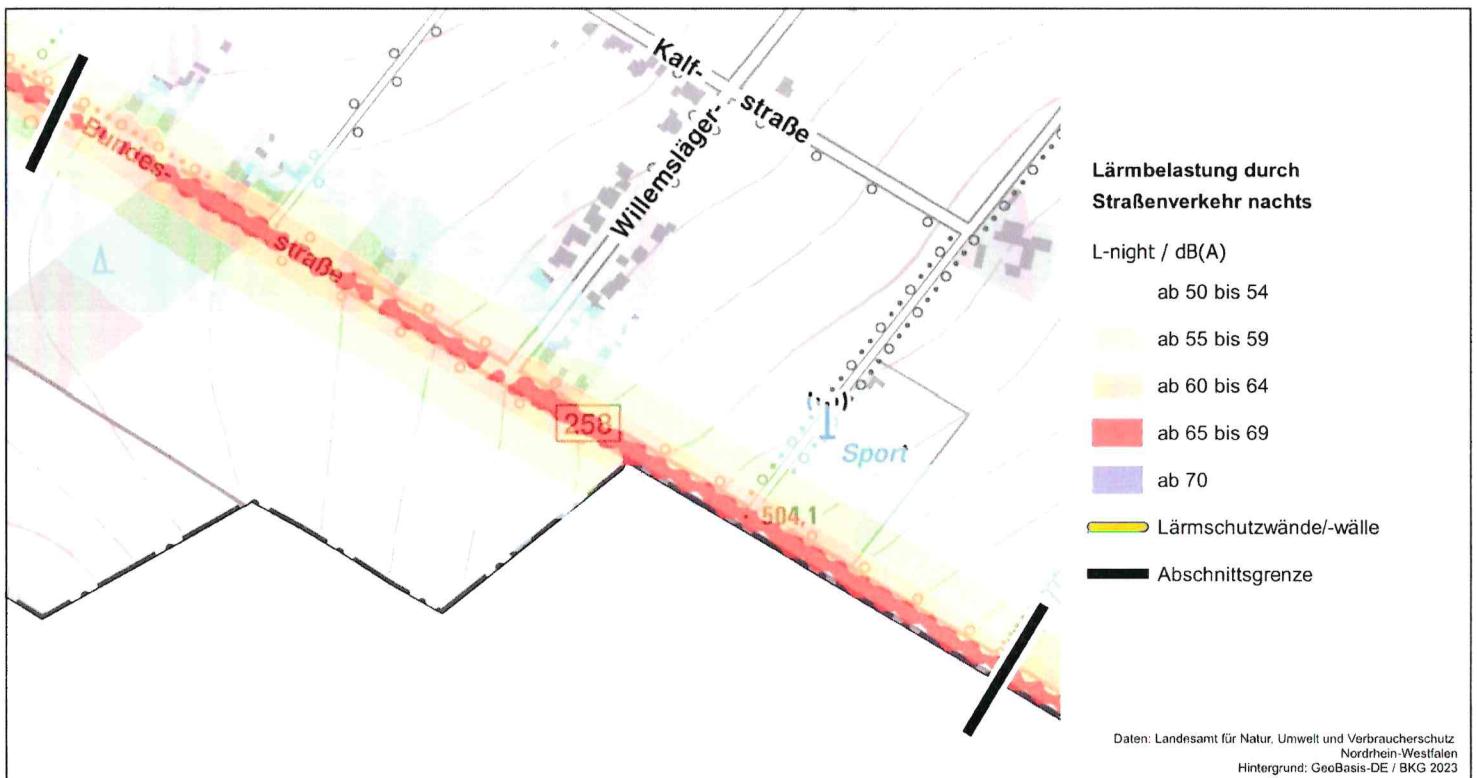 Kalf-
straße
Willemsläger-
Bundes-
straße
258
Sport
504,1
Lärmbelastung durch
Straßenverkehr nachts
L-night / dB(A)
ab 50 bis 54
ab 55 bis 59
ab 60 bis 64
ab 65 bis 69
ab 70
Lärmschutzwände/-wälle
Abschnittsgrenze
Daten: Landesamt für Natur, Umwelt und Verbraucherschutz
Nordrhein-Westfalen
Hintergrund: GeoBasis-DE / BKG 2023